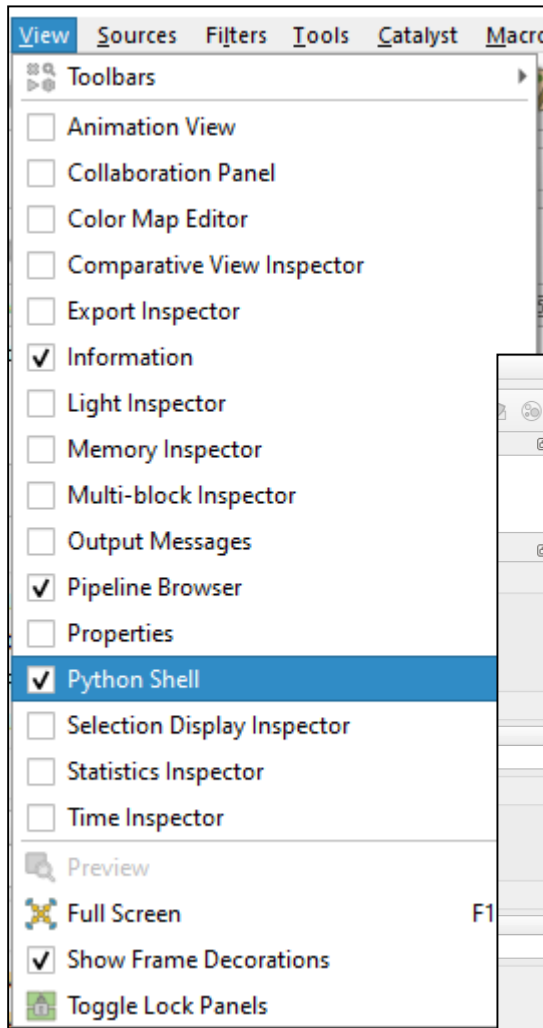 View Sources Filters Tools Catalyst Macro
Toolbars
Animation View
Collaboration Panel
Color Map Editor
Comparative View Inspector
Export Inspector
Information
Light Inspector
Memory Inspector
Multi-block Inspector
Output Messages
Pipeline Browser
Properties
Python Shell
Selection Display Inspector
Statistics Inspector
Time Inspector
Preview
Full Screen F1
Show Frame Decorations
Toggle Lock Panels